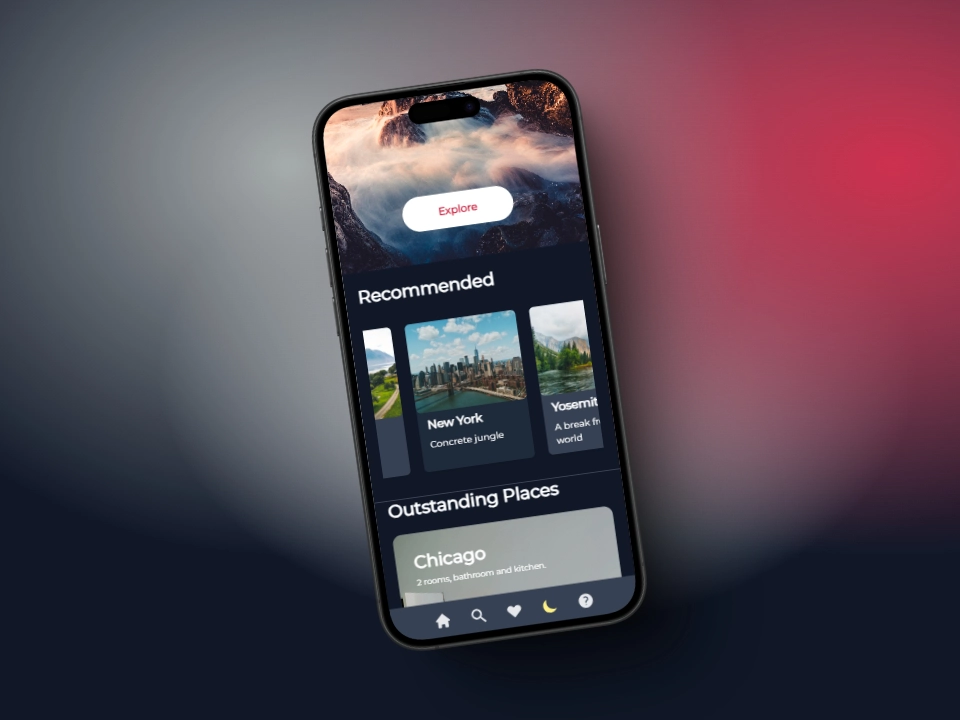 Explore
Recommended
New York
Concrete jungle
Yosemit
A break fr
world
Outstanding Places
Chicago
2 rooms, bathroom and kitchen.